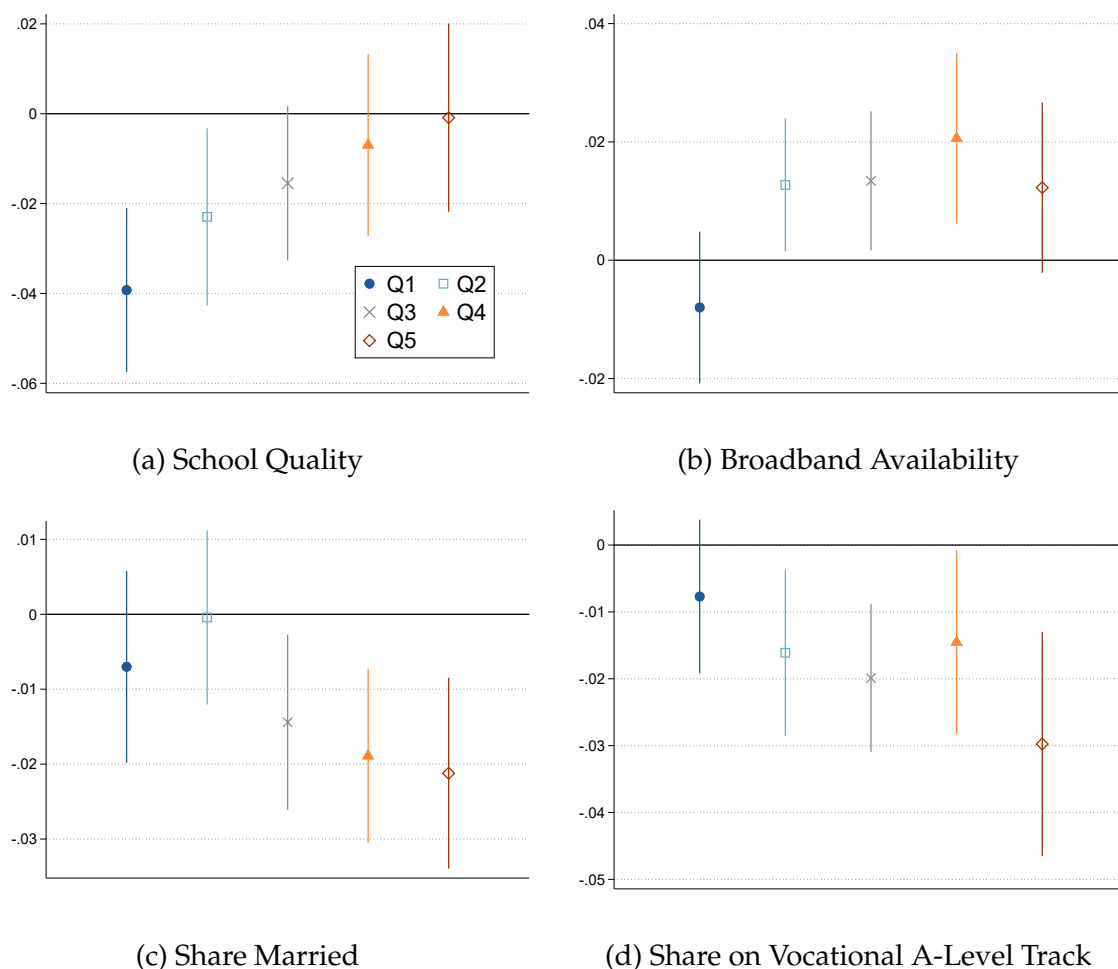 .02
0
-.02
-.04
-.06
Q1 Q2
Q3 Q4
Q5
(a) School Quality
.04
.02
0
-.02
(b) Broadband Availability
.01
0
-.01
-.02
-.03
(c) Share Married
0
-.01
-.02
-.03
-.04
-.05
(d) Share on Vocational A-Level Track